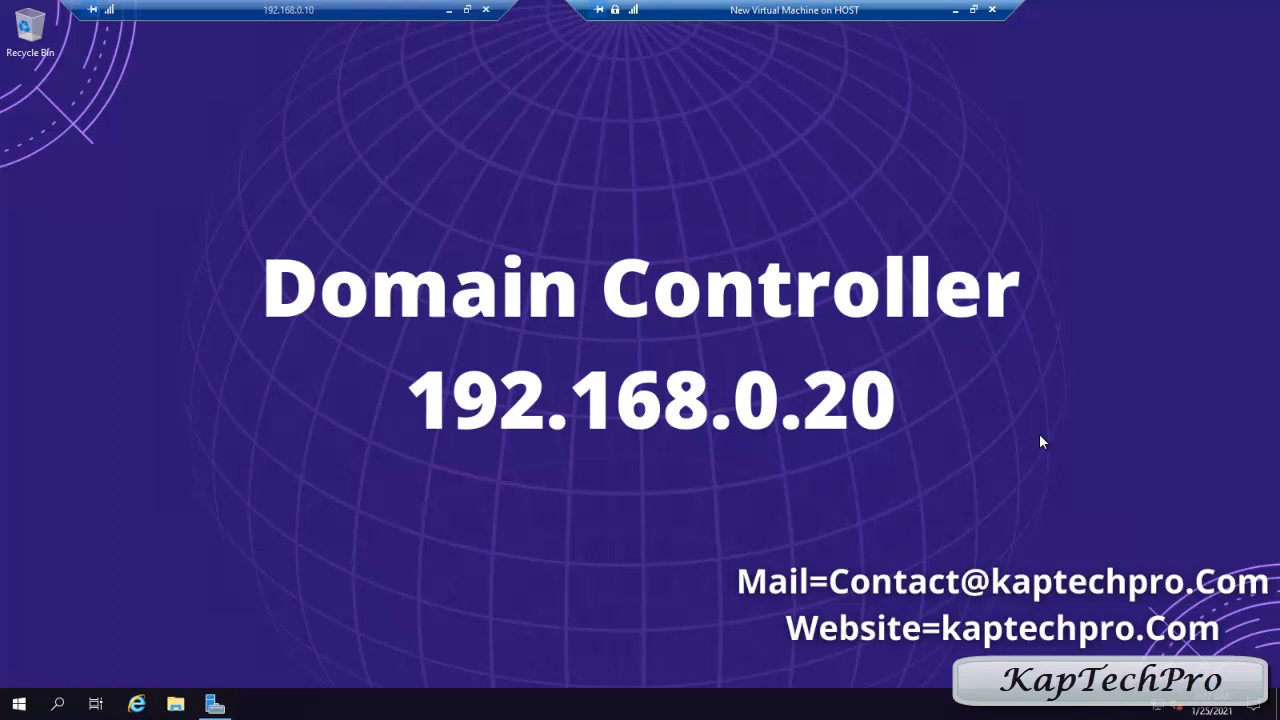 192.168.0.10
New Virtual Machine on HOST
Recycle Bin
Domain Controller
192.168.0.20
Mail=Contact@kaptechpro.Com
Website=kaptechpro.Com
KapTechPro
1/25/2021